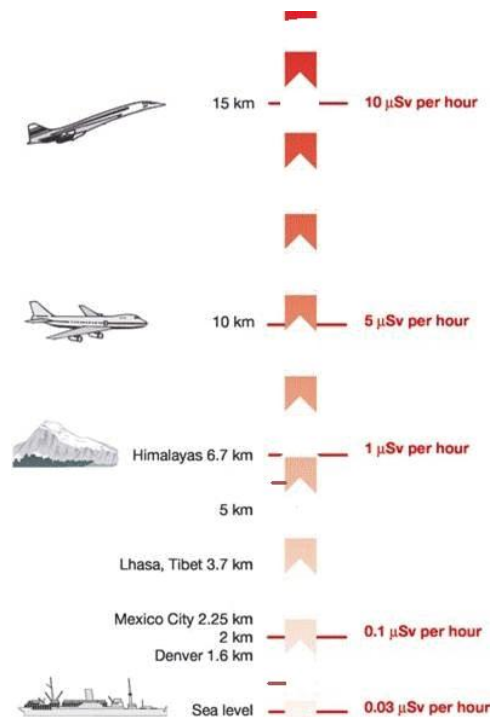 15 km
10 μSv per hour
10 km
5 μSv per hour
Himalayas 6.7 km
1 μSv per hour
5 km
Lhasa, Tibet 3.7 km
Mexico City 2.25 km
2 km
0.1 μSv per hour
Denver 1.6 km
Sea level
0.03 μSv per hour